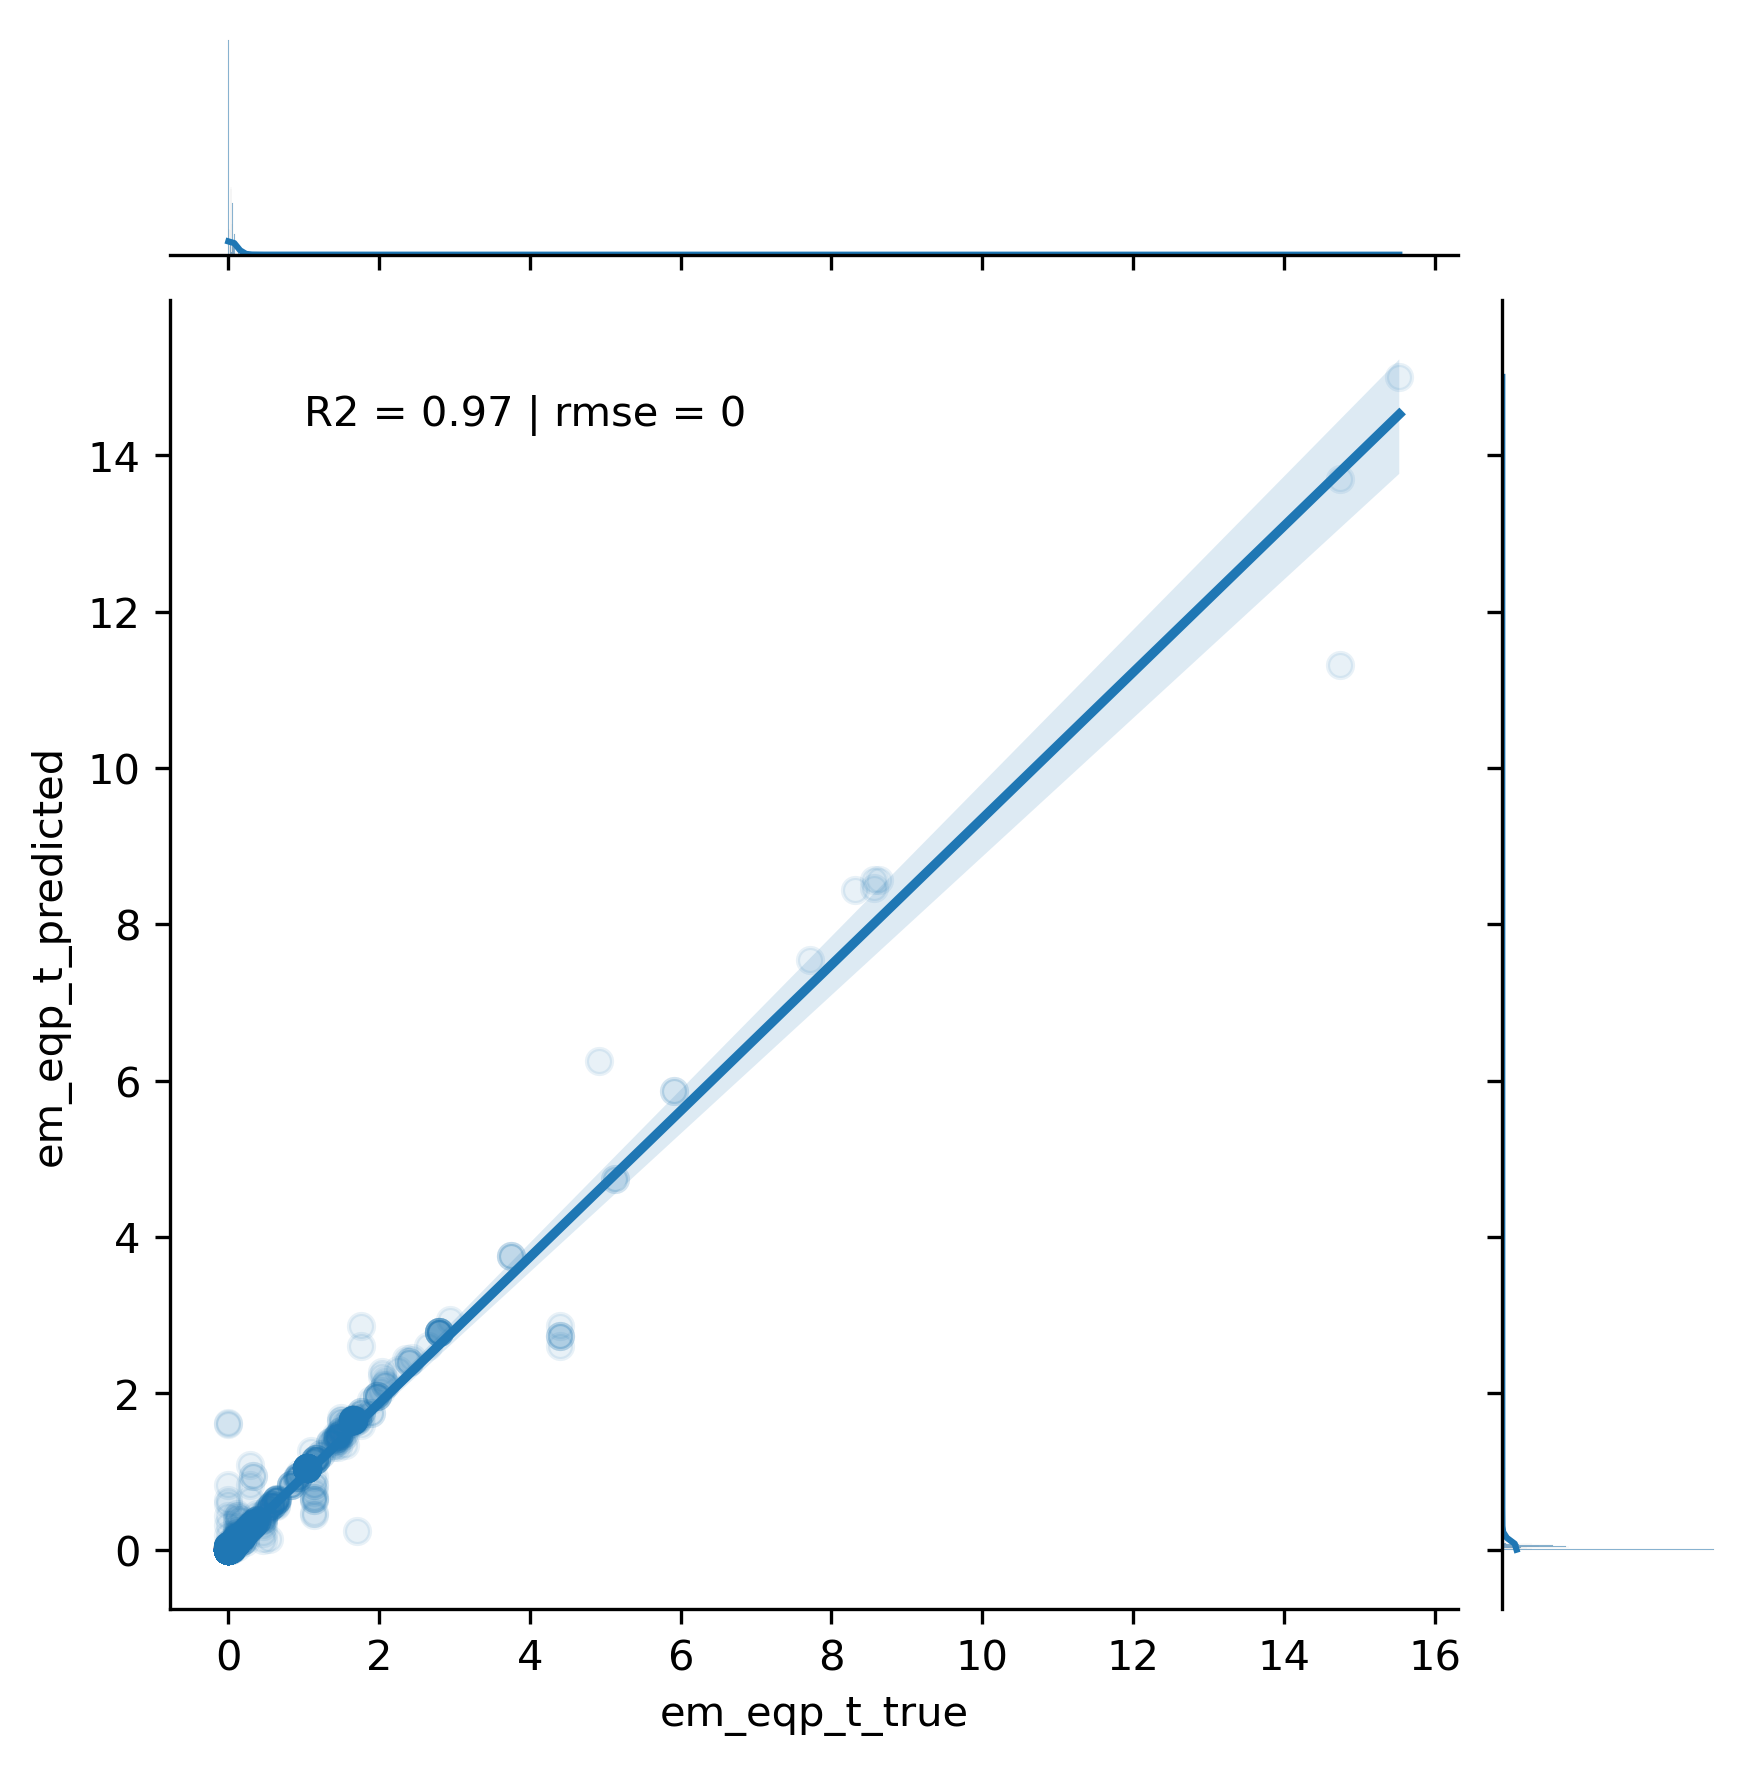 R2 = 0.97 | rmse = 0
14
12
10
8
6
4
2
0
em_eqp_t_predicted
0 2 4 6 8 10 12 14 16
em_eqp_t_true